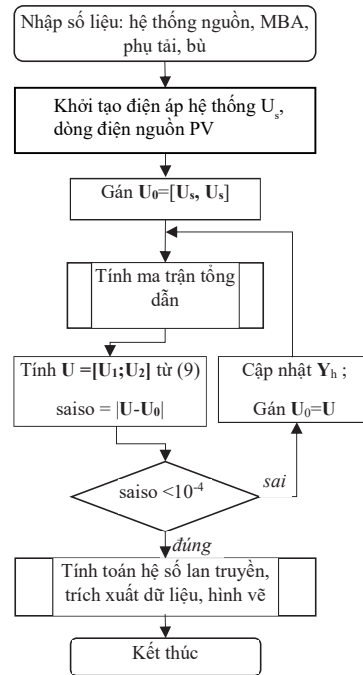 Nhập số liệu: hệ thống nguồn, MBA,
phụ tải, bù
Khởi tạo điện áp hệ thống Us,
dòng điện nguồn PV
Gán U0=[Us, Us]
Tính ma trận tổng
dẫn
Tính U =[U1;U2] từ (9)
saiso = |U-U0|
Cập nhật Yh ;
Gán U0=U
saiso <10-4
sai
đúng
Tính toán hệ số lan truyền,
trích xuất dữ liệu, hình vẽ
Kết thúc